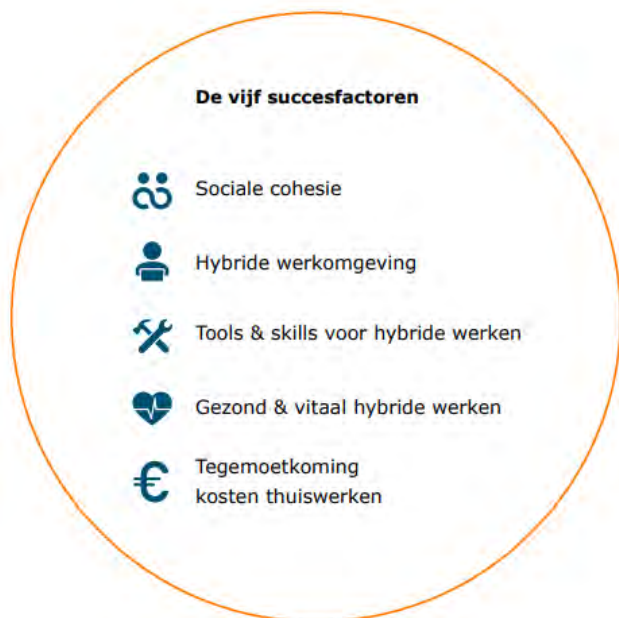 De vijf succesfactoren
Sociale cohesie
Hybride werkomgeving
Tools & skills voor hybride werken
Gezond & vitaal hybride werken
Tegemoetkoming
kosten thuiswerken